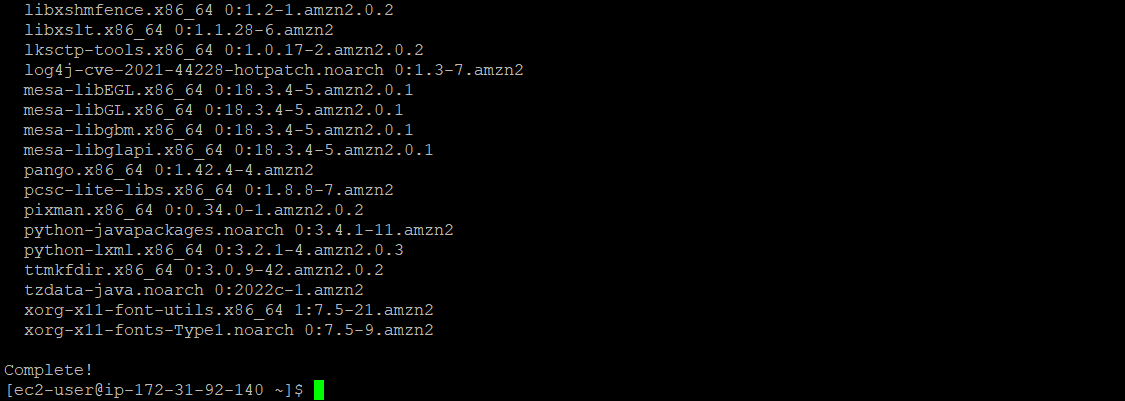 libxshmfence.x86_64 0:1.2-1.amzn2.0.2
libxslt.x86_64 0:1.1.28-6.amzn2
lksctp-tools.x86_64 0:1.0.17-2.amzn2.0.2
log4j-cve-2021-44228-hotpatch.noarch 0:1.3-7.amzn2
mesa-libEGL.x86_64 0:18.3.4-5.amzn2.0.1
mesa-libGL.x86_64 0:18.3.4-5.amzn2.0.1
mesa-libgbm.x86_64 0:18.3.4-5.amzn2.0.1
mesa-libglapi.x86_64 0:18.3.4-5.amzn2.0.1
pango.x86_64 0:1.42.4-4.amzn2
pcsc-lite-libs.x86_64 0:1.8.8-7.amzn2
pixman.x86_64 0:0.34.0-1.amzn2.0.2
python-javapackages.noarch 0:3.4.1-11.amzn2
python-lxml.x86_64 0:3.2.1-4.amzn2.0.3
ttmkfdir.x86_64 0:3.0.9-42.amzn2.0.2
tzdata-java.noarch 0:2022c-1.amzn2
xorg-x11-font-utils.x86_64 1:7.5-21.amzn2
xorg-x11-fonts-Type1.noarch 0:7.5-9.amzn2
Complete!
[ec2-user@ip-172-31-92-140 ~]$